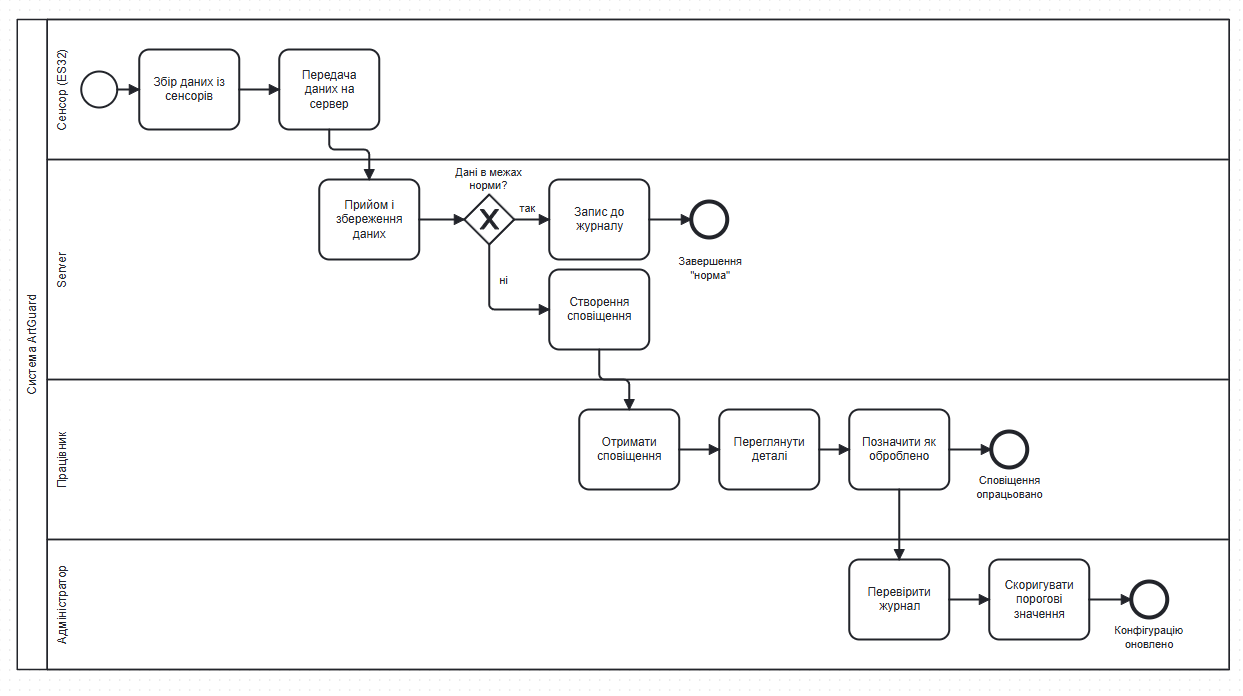 Система ArtGuard
Сенсор (ES32)
Збір даних із
сенсорів
Передача
даних на
сервер
Server
Прийом і
збереження
даних
Дані в межах
норми?
так
ні
Запис до
журналу
Завершення
"норма"
Створення
сповіщення
Працівник
Отримати
сповіщення
Переглянути
деталі
Позначити як
оброблено
Сповіщення
опрацьовано
Адміністратор
Перевірити
журнал
Скоригувати
порогові
значення
Конфігурацію
оновлено